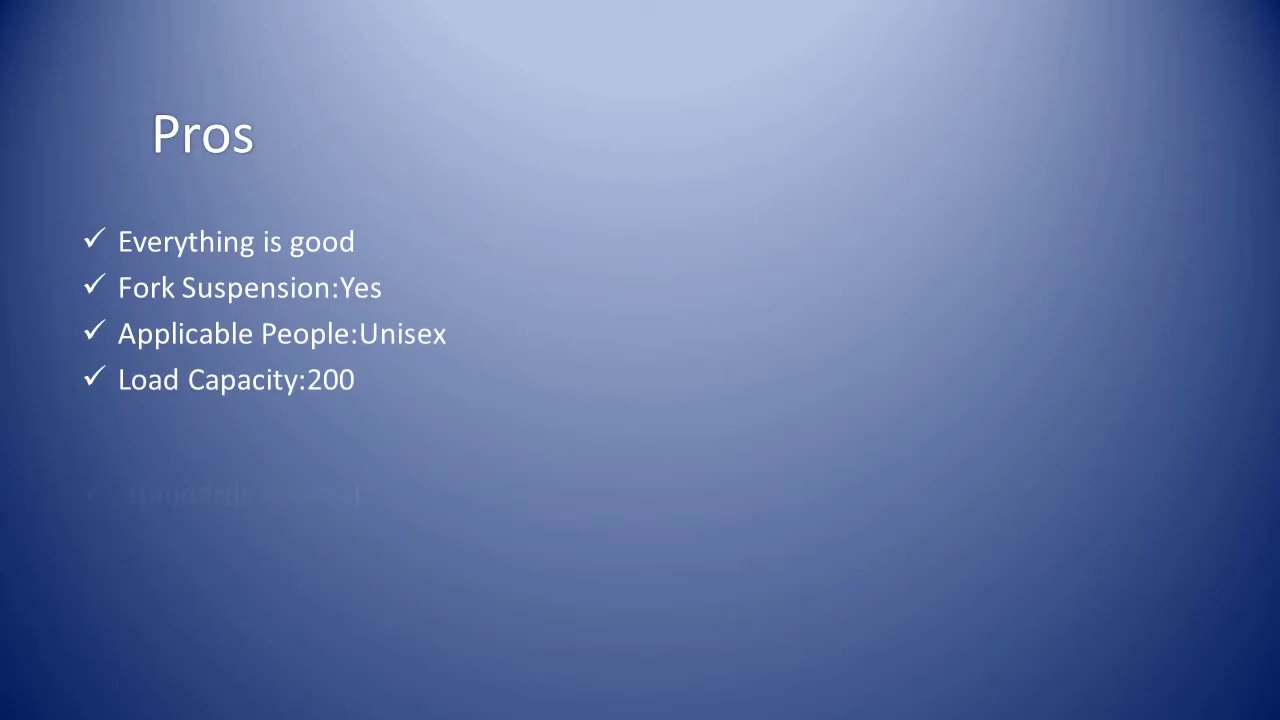 Pros
✓ Everything is good
✓ Fork Suspension:Yes
✓ Applicable People:Unisex
✓ Load Capacity:200